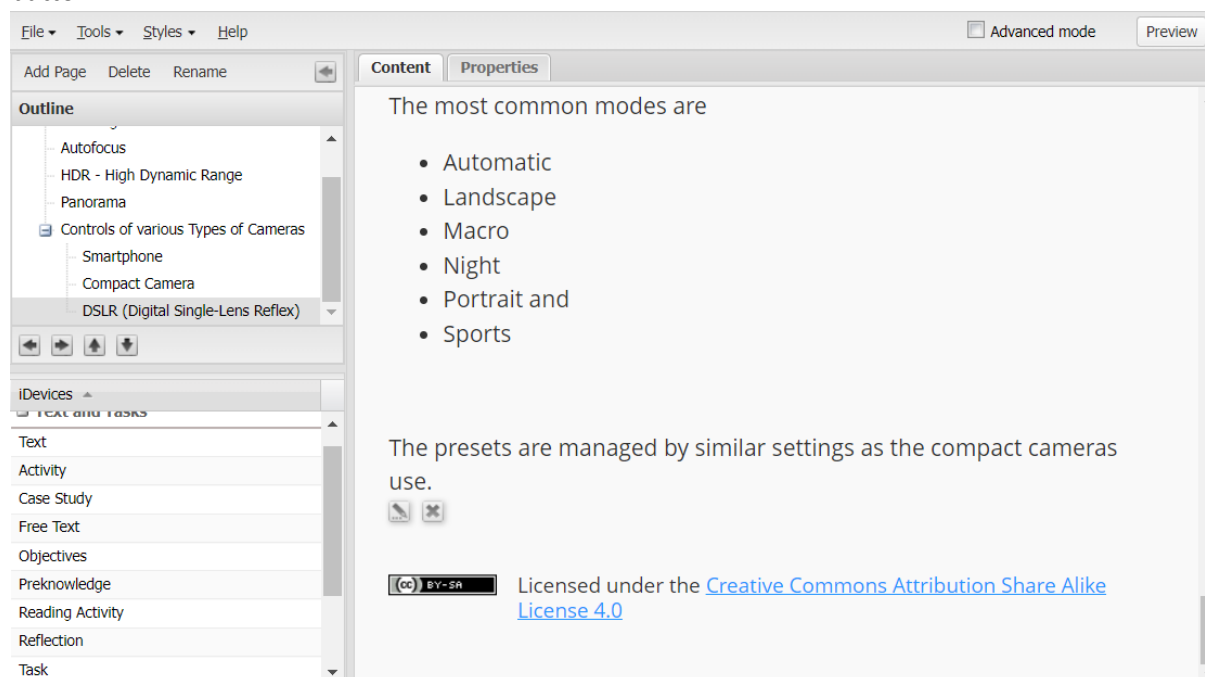 File Tools Styles Help
Advanced mode
Preview
Add Page Delete Rename
Content Properties
Outline
Autofocus
HDR - High Dynamic Range
Panorama
Controls of various Types of Cameras
Smartphone
Compact Camera
DSLR (Digital Single-Lens Reflex)
iDevices
Text and Tasks
Text
Activity
Case Study
Free Text
Objectives
Preknowledge
Reading Activity
Reflection
Task
The most common modes are
Automatic
Landscape
Macro
Night
Portrait and
Sports
The presets are managed by similar settings as the compact cameras
use.
(cc) BY-SA
Licensed under the Creative Commons Attribution Share Alike
License 4.0